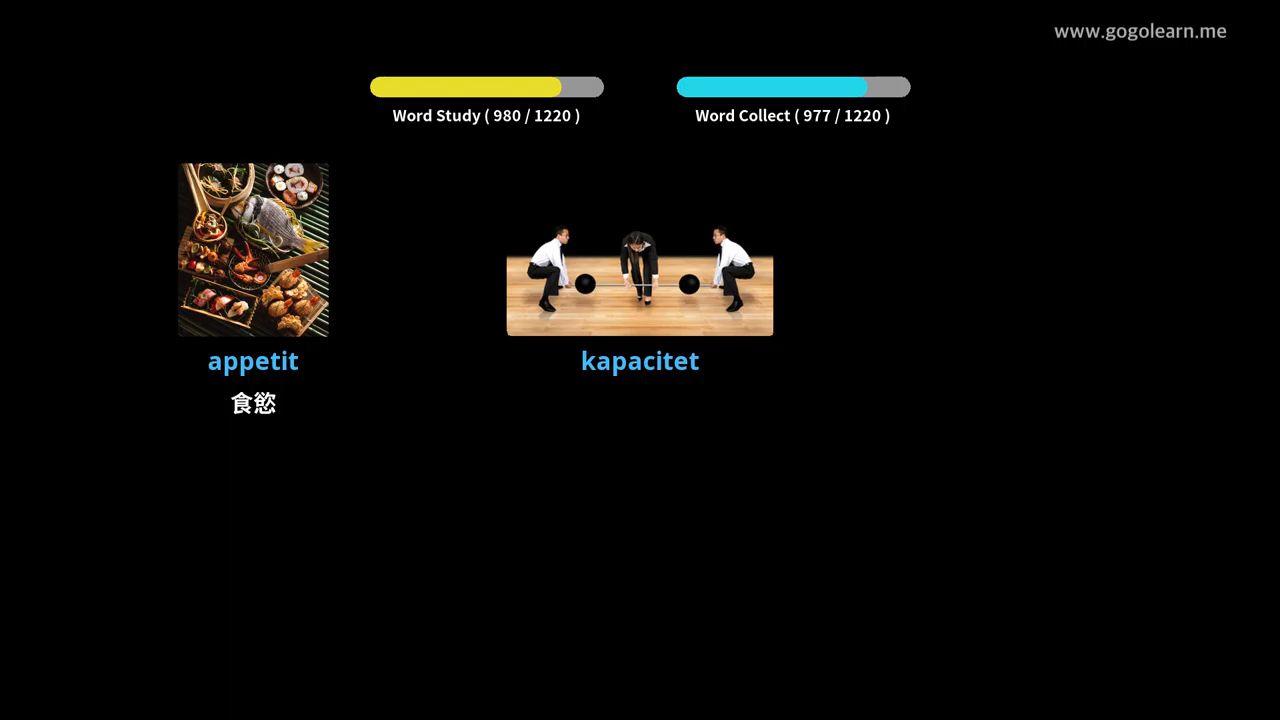 www.gogolearn.me
Word Study ( 980 / 1220 )
Word Collect ( 977 / 1220 )
appetit
kapacitet
食慾